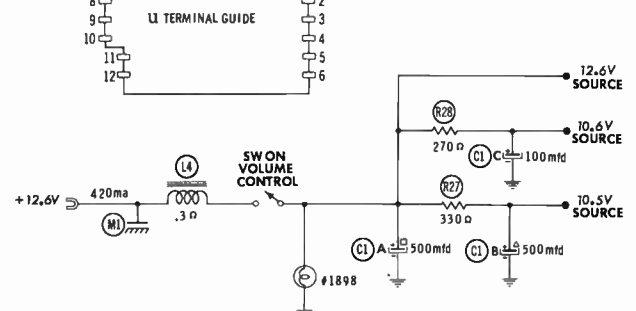 8
9
10
11
12
L1 TERMINAL GUIDE
2
3
4
5
6
12.6V
SOURCE
R28
270 Ω
C1 C
100mfd
10.6V
SOURCE
+12.6V
420ma
M1
L4
.3 Ω
SW ON
VOLUME
CONTROL
#1898
R27
330 Ω
C1 A
500mfd
C1 B
500mfd
10.5V
SOURCE